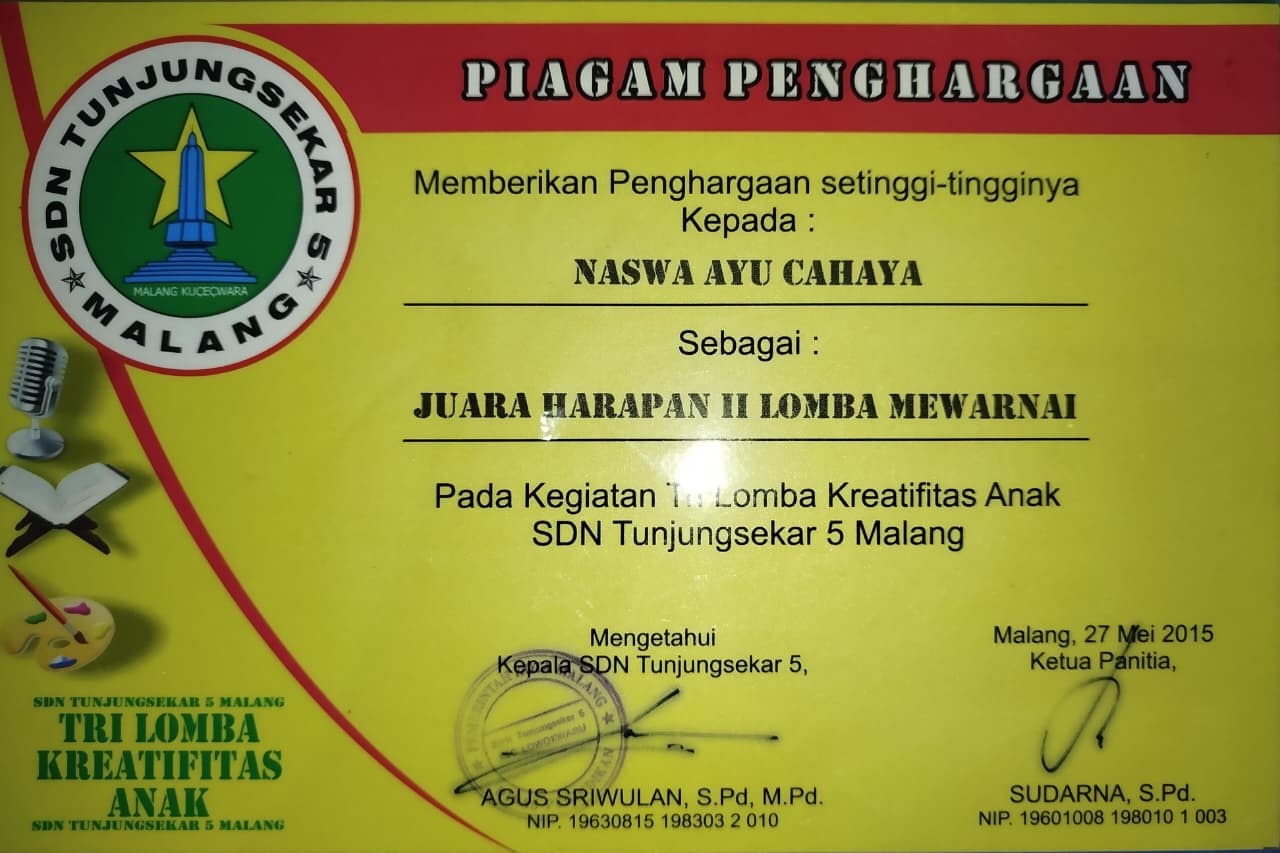 SDN TUNJUNGSEKAR 5
MALANG
MALANG KUÇEÇWARA
PIAGAM PENGHARGAAN
Memberikan Penghargaan setinggi-tingginya
Kepada :
NASWA AYU CAHAYA
Sebagai :
JUARA HARAPAN II LOMBA MEWARNAI
Pada Kegiatan Tri Lomba Kreatifitas Anak
SDN Tunjungsekar 5 Malang
Mengetahui
Kepala SDN Tunjungsekar 5,
AGUS SRIWULAN, S.Pd, M.Pd.
NIP. 19630815 198303 2 010
Malang, 27 Mei 2015
Ketua Panitia,
SUDARNA, S.Pd.
NIP. 19601008 198010 1 003
SDN TUNJUNGSEKAR 5 MALANG
TRI LOMBA
KREATIFITAS
ANAK
SDN TUNJUNGSEKAR 5 MALANG